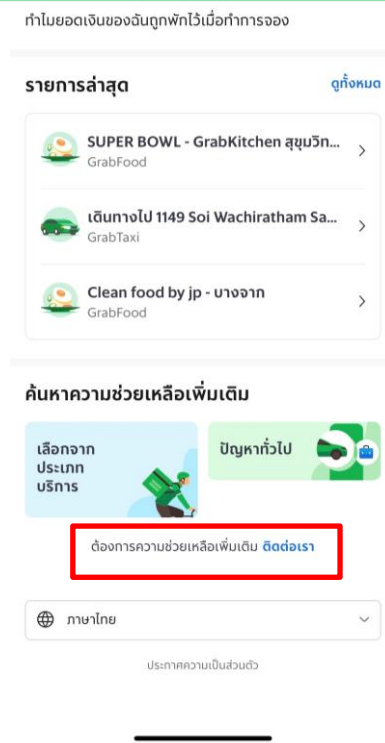 ทำไมยอดเงินของฉันถูกพักไว้เมื่อทำการจอง
รายการล่าสุด ดูทั้งหมด
SUPER BOWL - GrabKitchen สุขุมวิท...
GrabFood
เดินทางไป 1149 Soi Wachiratham Sa...
GrabTaxi
Clean food by jp - บางจาก
GrabFood
ค้นหาความช่วยเหลือเพิ่มเติม
เลือกจาก
ประเภท
บริการ
ปัญหาทั่วไป
ต้องการความช่วยเหลือเพิ่มเติม ติดต่อเรา
ภาษาไทย
ประกาศความเป็นส่วนตัว